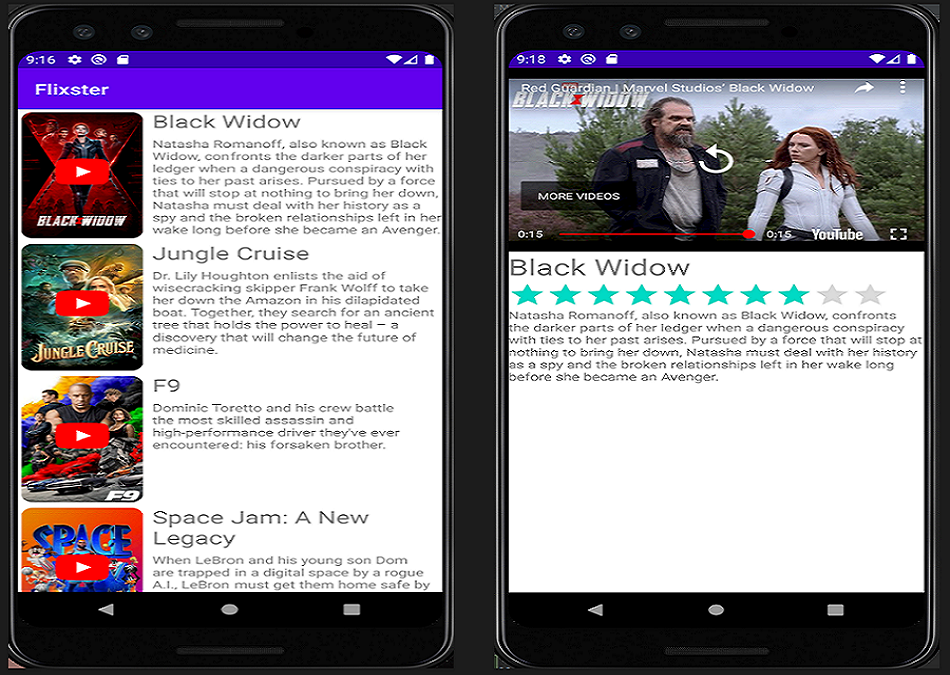 9:16
Flixster
BLACK WIDOW
Black Widow
Natasha Romanoff, also known as Black
Widow, confronts the darker parts of her
ledger when a dangerous conspiracy with
ties to her past arises. Pursued by a force
that will stop at nothing to bring her down,
Natasha must deal with her history as a
spy and the broken relationships left in her
wake long before she became an Avenger.
JUNGLE CRUISE
Jungle Cruise
Dr. Lily Houghton enlists the aid of
wisecracking skipper Frank Wolff to take
her down the Amazon in his dilapidated
boat. Together, they search for an ancient
tree that holds the power to heal – a
discovery that will change the future of
medicine.
F9
F9
Dominic Toretto and his crew battle
the most skilled assassin and
high-performance driver they've ever
encountered: his forsaken brother.
SPACE
Space Jam: A New
Legacy
When LeBron and his young son Dom
are trapped in a digital space by a rogue
A.I., LeBron must get them home safe by
9:18
Red Guardian | Marvel Studios' Black Widow
BLACK WIDOW
MORE VIDEOS
0:15
0:15
YouTube
Black Widow
Natasha Romanoff, also known as Black Widow, confronts
the darker parts of her ledger when a dangerous conspiracy
with ties to her past arises. Pursued by a force that will stop at
nothing to bring her down, Natasha must deal with her history
as a spy and the broken relationships left in her wake long
before she became an Avenger.